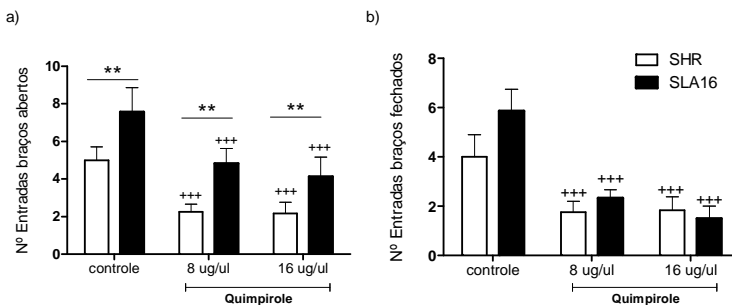 a)
Nº Entradas braços abertos
10
8
6
4
2
0
**
**
**
+++
+++
+++
+++
controle
8 ug/ul
16 ug/ul
Quimpirole
b)
Nº Entradas braços fechados
8
6
4
2
0
SHR
SLA16
+++
+++
+++
+++
controle
8 ug/ul
16 ug/ul
Quimpirole